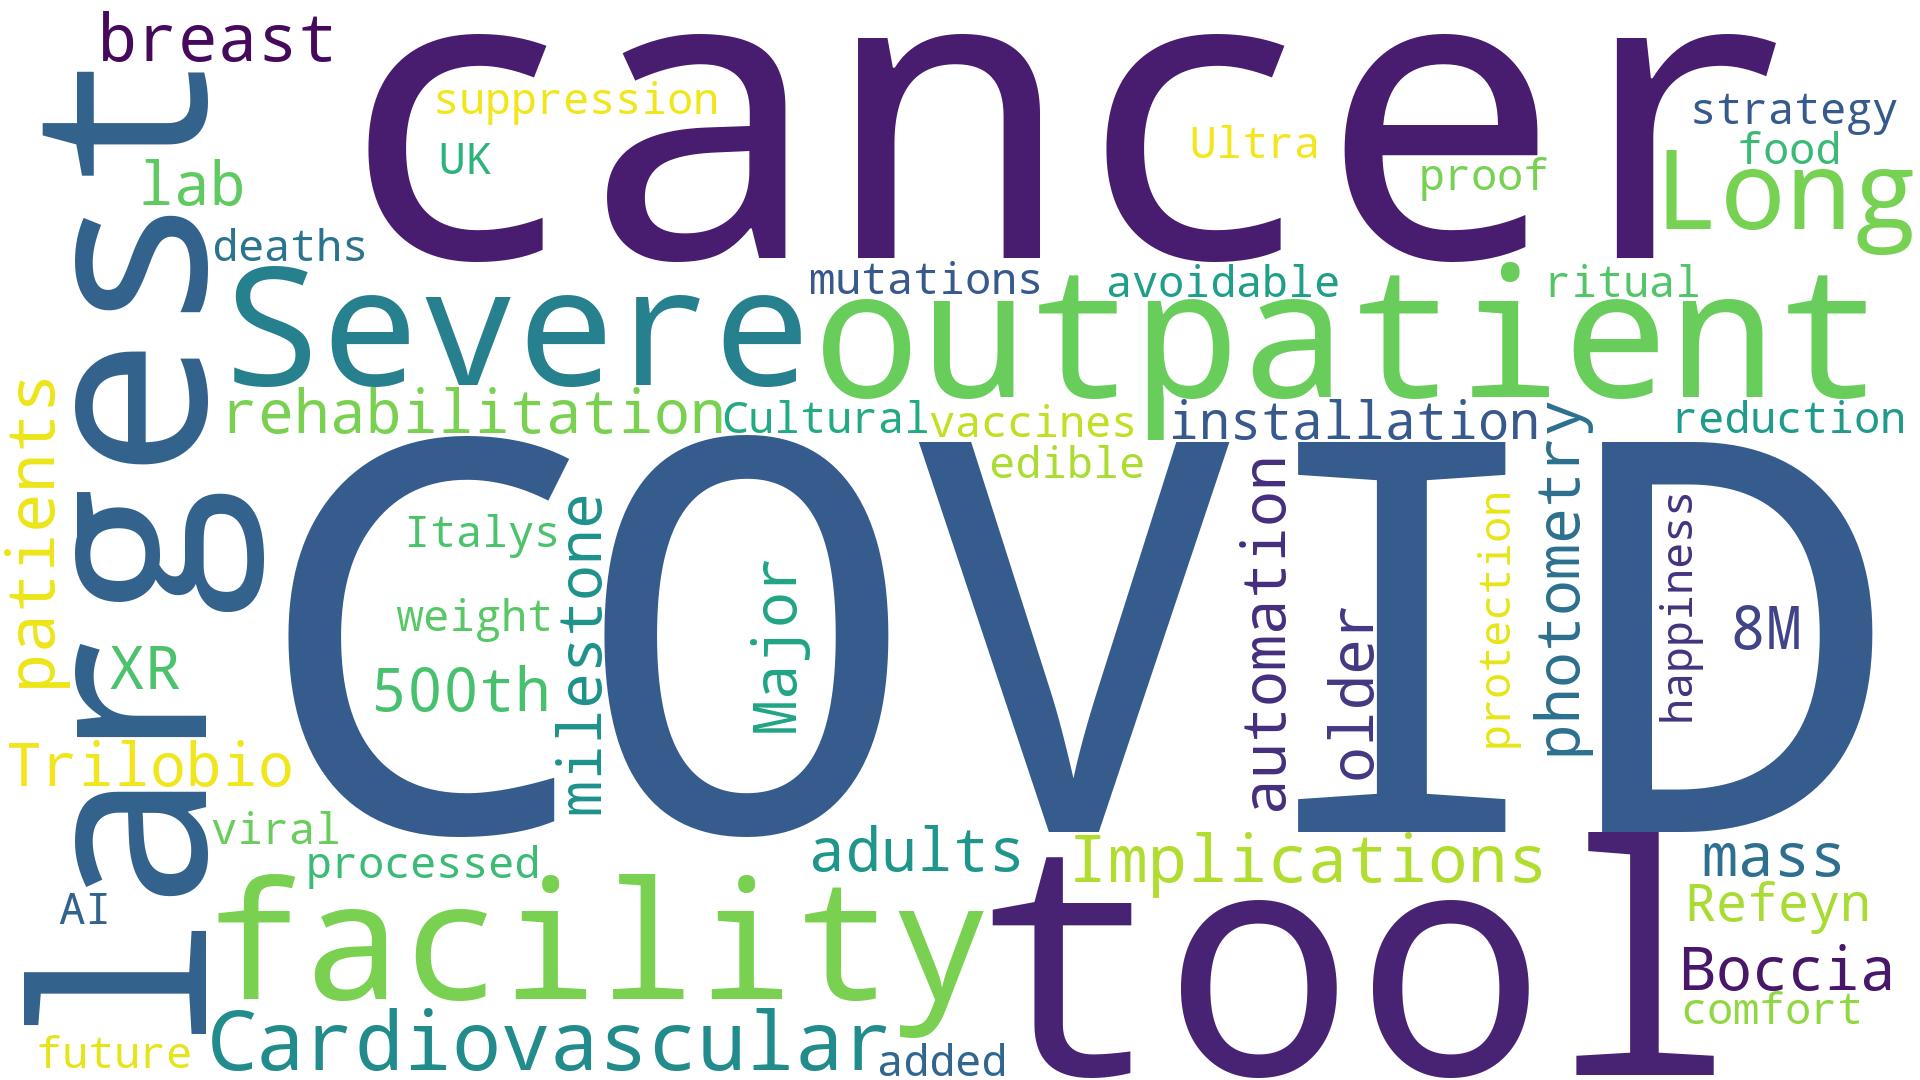 breast
cancer
suppression
UK
Ultra
proof
strategy
food
Long
largest
lab
deaths
Severe
mutations
avoidable
ritual
outpatient
rehabilitation
Cultural
vaccines
installation
reduction
edible
patients
COVID
Italys
weight
500th
milestone
Major
automation
older
protection
photometry
happiness
8M
XR
Trilobio
viral
processed
adults
Implications
mass
AI
facility
tool
Refeyn
Boccia
comfort
future
Cardiovascular
added